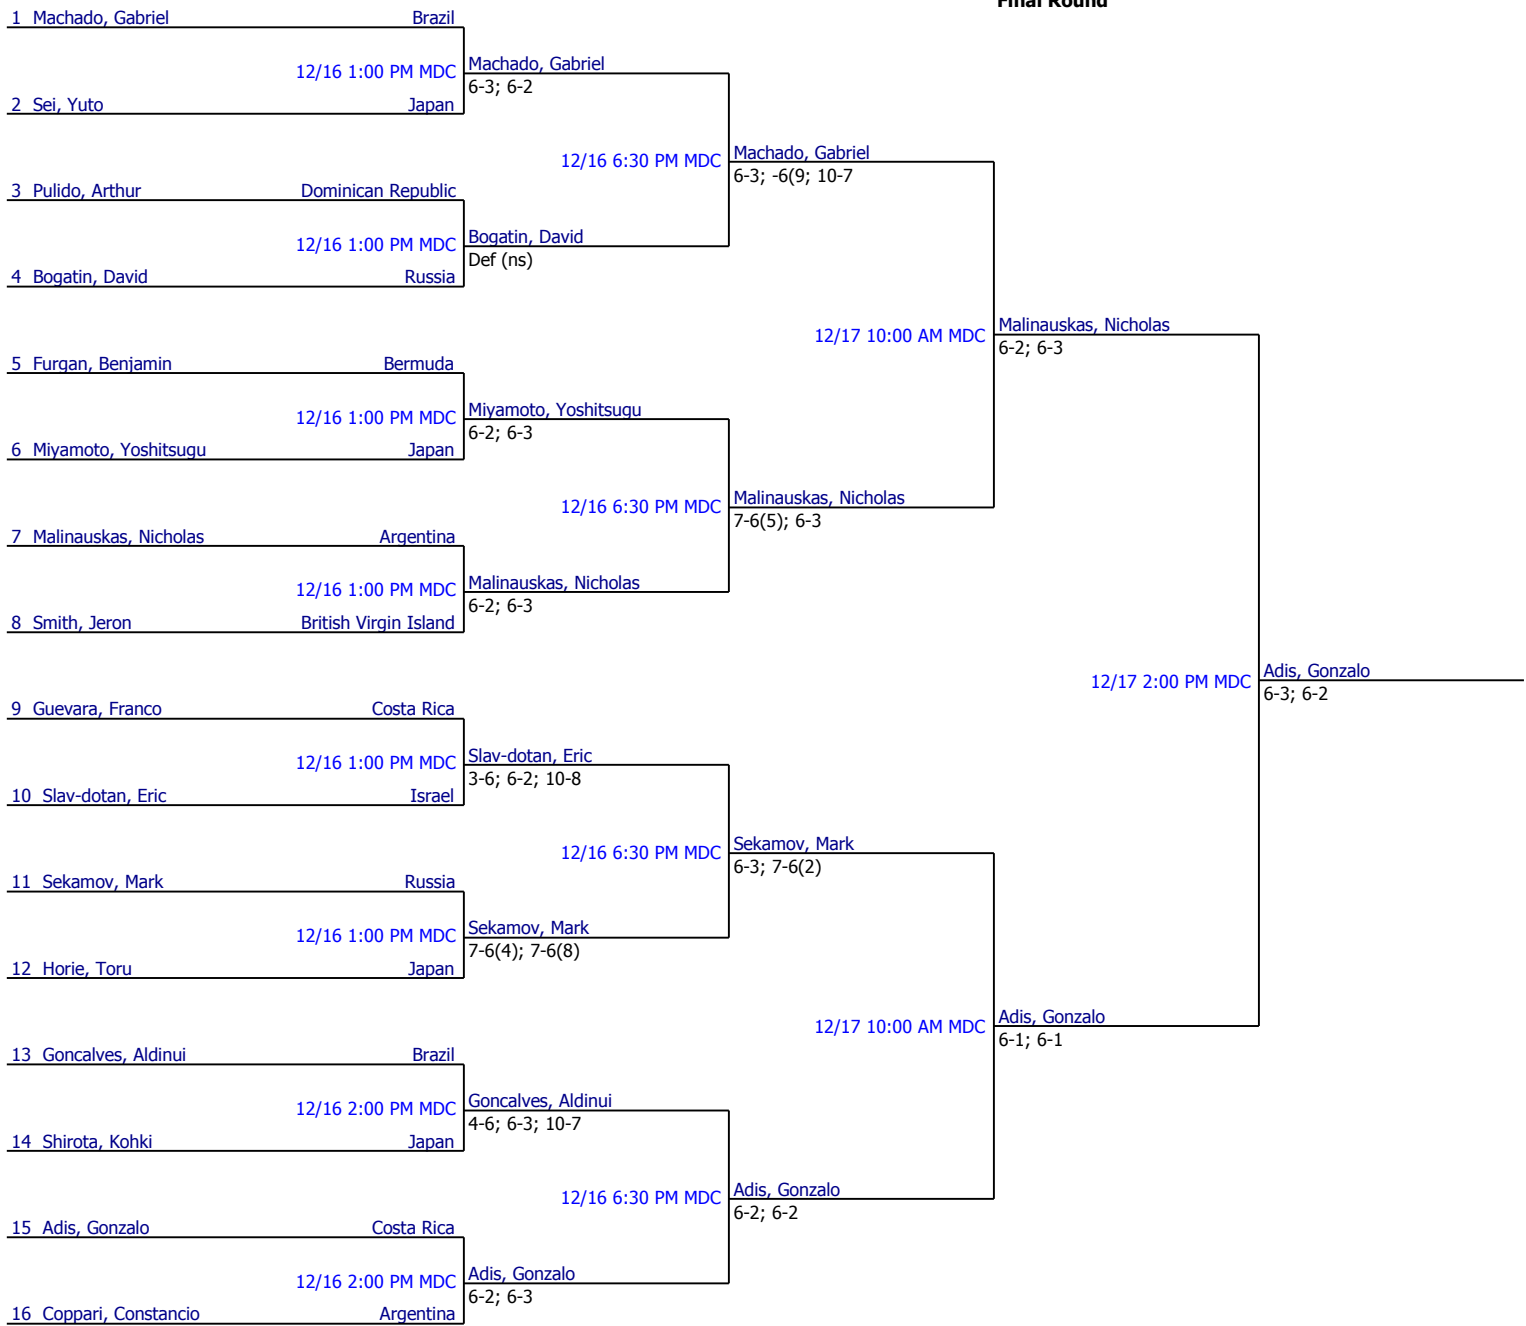 Final Round
1 Machado, Gabriel Brazil
12/16 1:00 PM MDC
2 Sei, Yuto Japan
Machado, Gabriel
6-3; 6-2
3 Pulido, Arthur Dominican Republic
12/16 1:00 PM MDC
4 Bogatin, David Russia
Bogatin, David
Def (ns)
12/16 6:30 PM MDC
Machado, Gabriel
6-3; -6(9; 10-7
5 Furgan, Benjamin Bermuda
12/16 1:00 PM MDC
6 Miyamoto, Yoshitsugu Japan
Miyamoto, Yoshitsugu
6-2; 6-3
7 Malinauskas, Nicholas Argentina
12/16 1:00 PM MDC
8 Smith, Jeron British Virgin Island
Malinauskas, Nicholas
6-2; 6-3
12/16 6:30 PM MDC
Malinauskas, Nicholas
7-6(5); 6-3
12/17 10:00 AM MDC
Malinauskas, Nicholas
6-2; 6-3
9 Guevara, Franco Costa Rica
12/16 1:00 PM MDC
10 Slav-dotan, Eric Israel
Slav-dotan, Eric
3-6; 6-2; 10-8
11 Sekamov, Mark Russia
12/16 1:00 PM MDC
12 Horie, Toru Japan
Sekamov, Mark
7-6(4); 7-6(8)
12/16 6:30 PM MDC
Sekamov, Mark
6-3; 7-6(2)
13 Goncalves, Aldinui Brazil
12/16 2:00 PM MDC
14 Shirota, Kohki Japan
Goncalves, Aldinui
4-6; 6-3; 10-7
15 Adis, Gonzalo Costa Rica
12/16 2:00 PM MDC
16 Coppari, Constancio Argentina
Adis, Gonzalo
6-2; 6-3
12/16 6:30 PM MDC
Adis, Gonzalo
6-2; 6-2
12/17 10:00 AM MDC
Adis, Gonzalo
6-1; 6-1
12/17 2:00 PM MDC
Adis, Gonzalo
6-3; 6-2